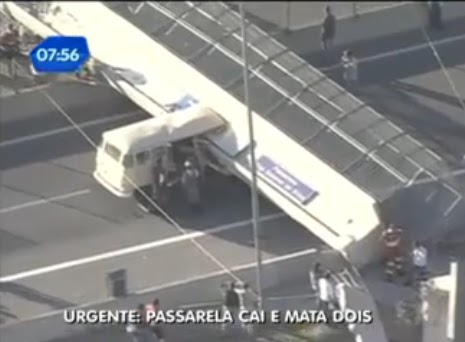 07:56
URGENTE: PASSARELA CAI E MATA DOIS